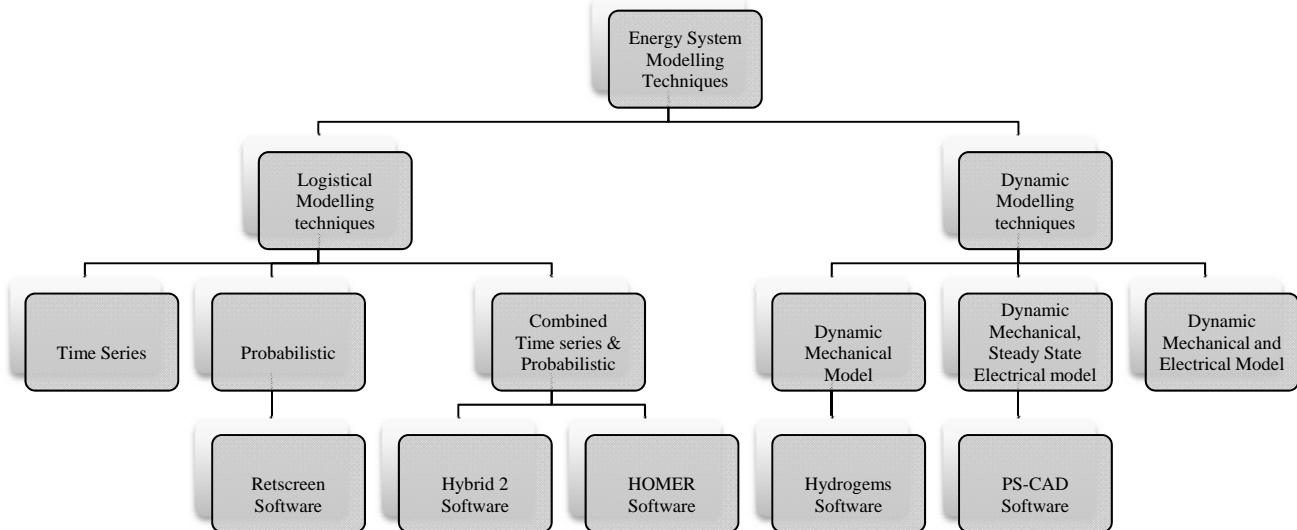 Energy System
Modelling
Techniques
Logistical
Modelling
techniques
Dynamic
Modelling
techniques
Time Series
Probabilistic
Combined
Time series &
Probabilistic
Dynamic
Mechanical
Model
Dynamic
Mechanical,
Steady State
Electrical model
Dynamic
Mechanical and
Electrical Model
Retscreen
Software
Hybrid 2
Software
HOMER
Software
Hydrogems
Software
PS-CAD
Software